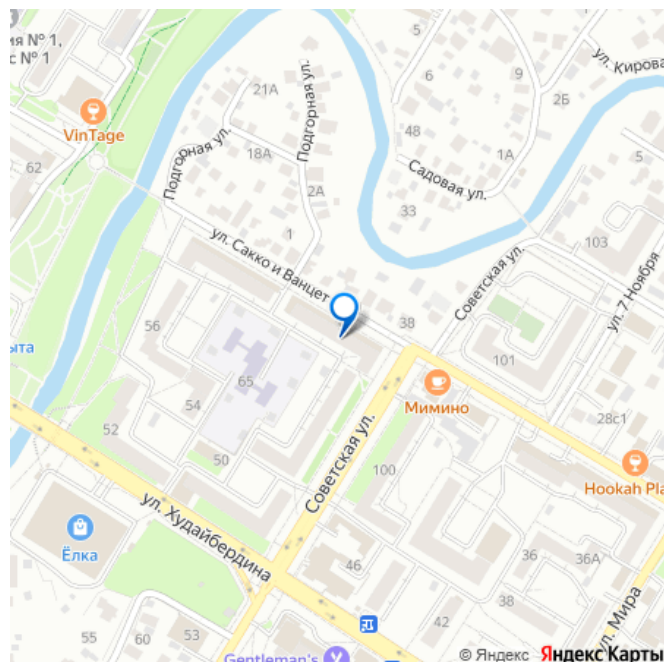 ия № 1,
с № 1
VinTage
62
21А
Подгорная ул.
Подгорная ул.
18А
2А
1
5
6
9
2Б
ул. Кирова
48
1А
5
Садовая ул.
33
103
ул. Сакко и Ванцет
Советская ул.
ул. 7 Ноября
38
101
56
65
54
52
50
ыта
Мимино
28с1
Hookah Pla
Советская ул.
100
ул. Худайбердина
Ёлка
46
36
36А
38
42
ул. Мира
55
60
53
Gentleman's
© Яндекс Яндекс Карты